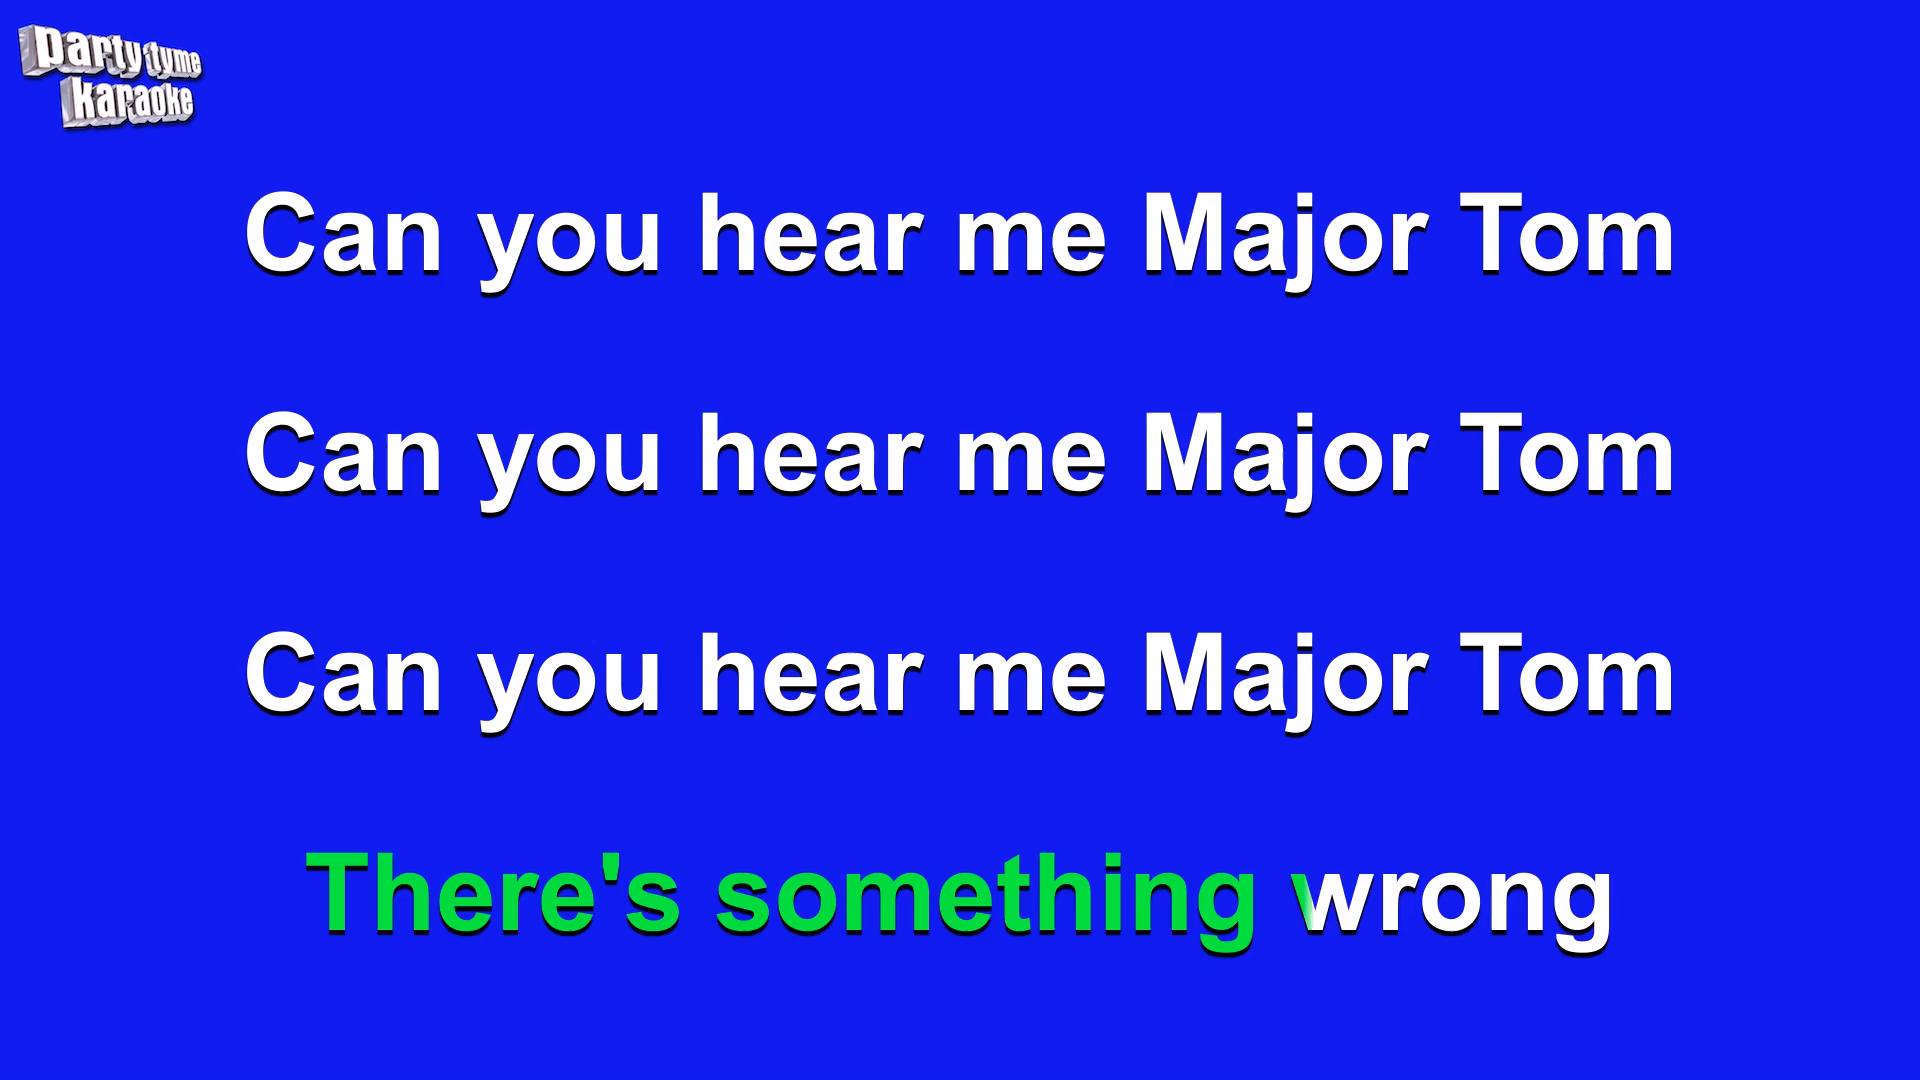 party tyme
karaoke
Can you hear me Major Tom
Can you hear me Major Tom
Can you hear me Major Tom
There's something wrong